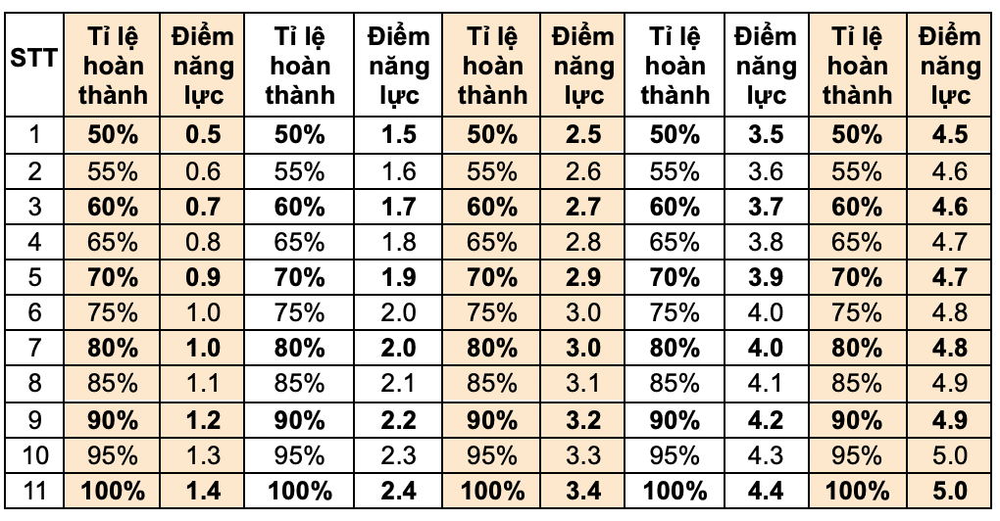 STT Tỉ lệ hoàn thành Điểm năng lực Tỉ lệ hoàn thành Điểm năng lực Tỉ lệ hoàn thành Điểm năng lực Tỉ lệ hoàn thành Điểm năng lực Tỉ lệ hoàn thành Điểm năng lực
1 50% 0.5 50% 1.5 50% 2.5 50% 3.5 50% 4.5
2 55% 0.6 55% 1.6 55% 2.6 55% 3.6 55% 4.6
3 60% 0.7 60% 1.7 60% 2.7 60% 3.7 60% 4.6
4 65% 0.8 65% 1.8 65% 2.8 65% 3.8 65% 4.7
5 70% 0.9 70% 1.9 70% 2.9 70% 3.9 70% 4.7
6 75% 1.0 75% 2.0 75% 3.0 75% 4.0 75% 4.8
7 80% 1.0 80% 2.0 80% 3.0 80% 4.0 80% 4.8
8 85% 1.1 85% 2.1 85% 3.1 85% 4.1 85% 4.9
9 90% 1.2 90% 2.2 90% 3.2 90% 4.2 90% 4.9
10 95% 1.3 95% 2.3 95% 3.3 95% 4.3 95% 5.0
11 100% 1.4 100% 2.4 100% 3.4 100% 4.4 100% 5.0